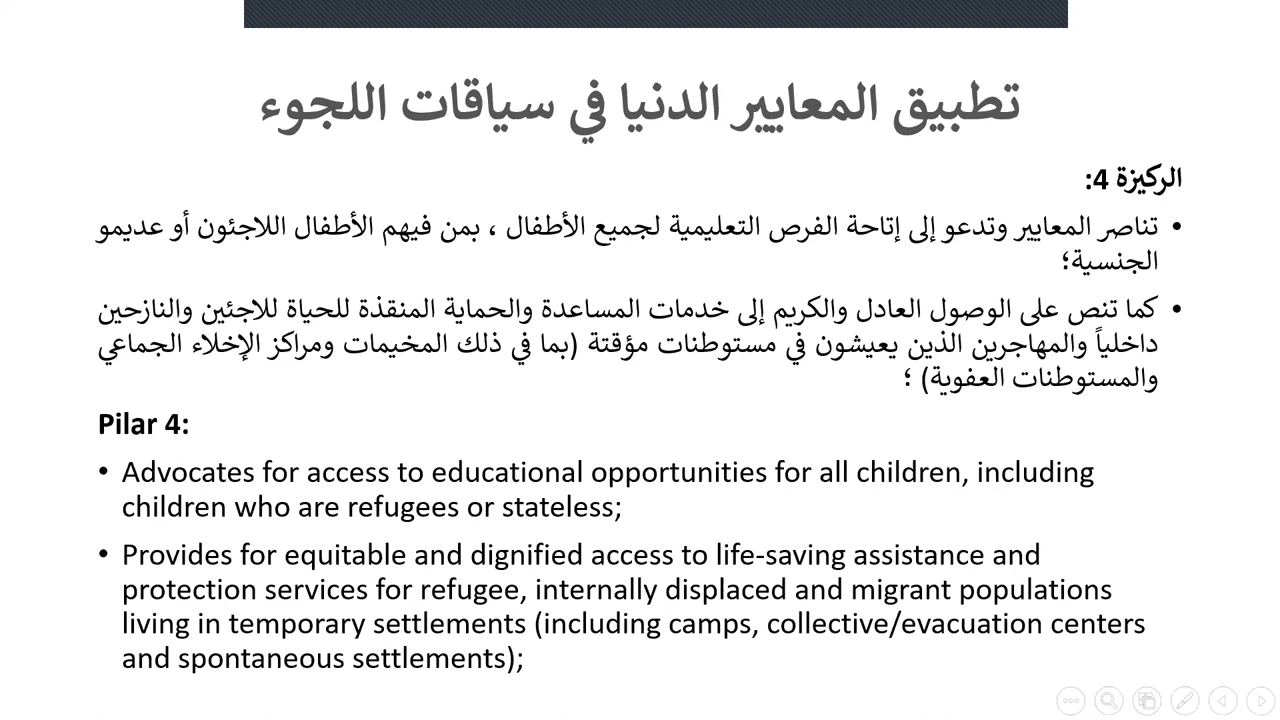 تطبيق المعايير الدنيا في سياقات اللجوء
الركيزة 4:
• تناصر المعايير وتدعو إلى إتاحة الفرص التعليمية لجميع الأطفال ، بمن فيهم الأطفال اللاجئون أو عديمو
الجنسية؛
• كما تنص على الوصول العادل والكريم إلى خدمات المساعدة والحماية المنقذة للحياة للاجئين والنازحين
داخلياً والمهاجرين الذين يعيشون في مستوطنات مؤقتة (بما في ذلك المخيمات ومراكز الإخلاء الجماعي
والمستوطنات العفوية) ؛
Pilar 4:
• Advocates for access to educational opportunities for all children, including
children who are refugees or stateless;
• Provides for equitable and dignified access to life-saving assistance and
protection services for refugee, internally displaced and migrant populations
living in temporary settlements (including camps, collective/evacuation centers
and spontaneous settlements);